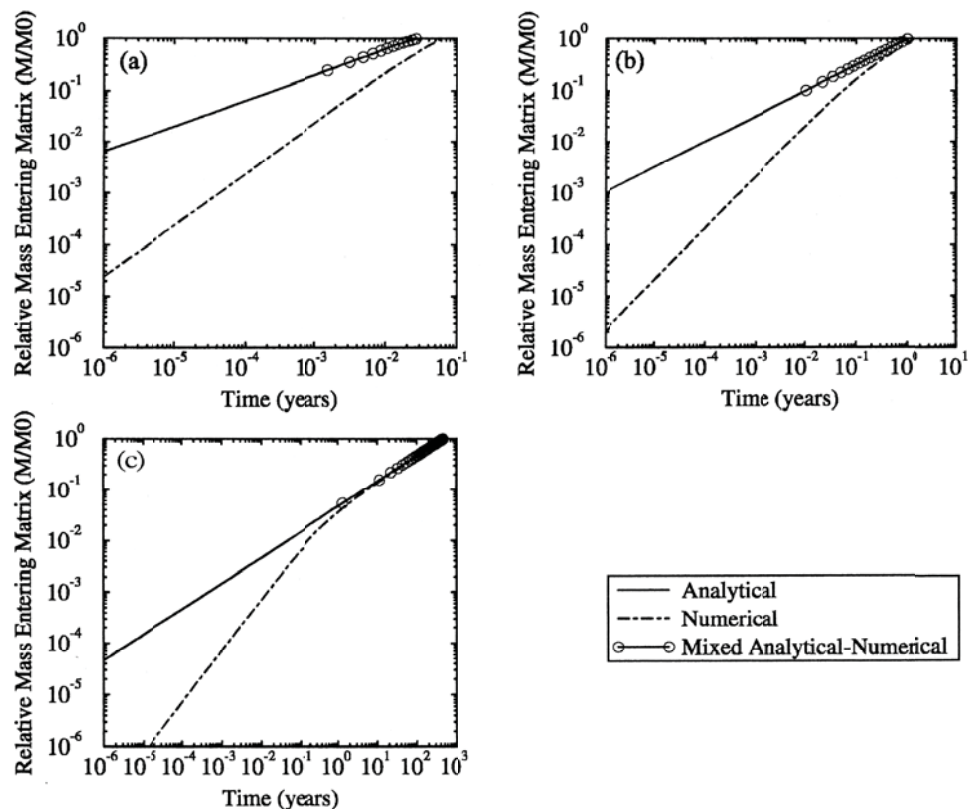 Relative Mass Entering Matrix (M/M0)
10^0
10^-1
10^-2
10^-3
10^-4
10^-5
10^-6
(a)
10^-6 10^-5 10^-4 10^-3 10^-2 10^-1
Time (years)
Relative Mass Entering Matrix (M/M0)
10^0
10^-1
10^-2
10^-3
10^-4
10^-5
10^-6
(b)
10^-6 10^-5 10^-4 10^-3 10^-2 10^-1 10^0 10^1
Time (years)
Relative Mass Entering Matrix (M/M0)
10^0
10^-1
10^-2
10^-3
10^-4
10^-5
10^-6
(c)
10^-6 10^-5 10^-4 10^-3 10^-2 10^-1 10^0 10^1 10^2 10^3
Time (years)
Analytical
Numerical
Mixed Analytical-Numerical